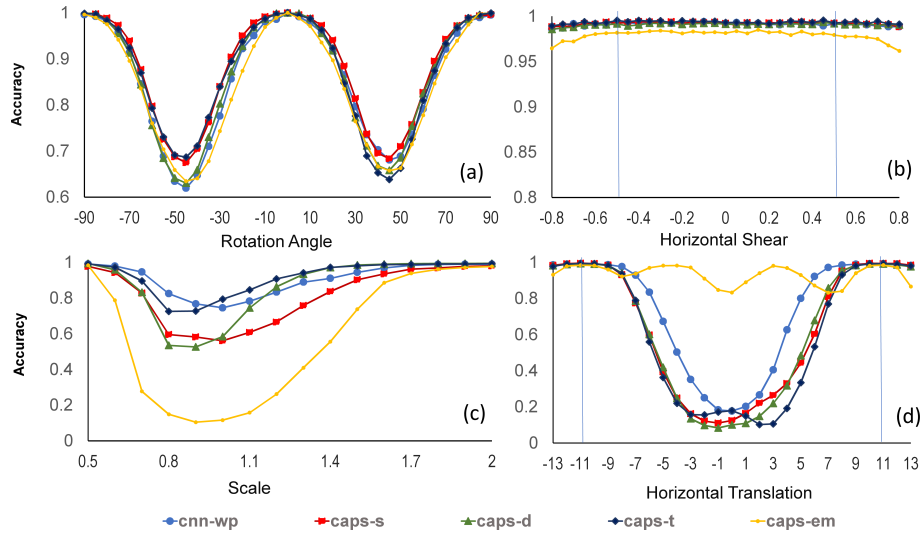 1
0.9
0.8
0.7
0.6
Accuracy
(a)
-90 -70 -50 -30 -10 10 30 50 70 90
Rotation Angle
1
0.95
0.9
0.85
0.8
(b)
-0.8 -0.6 -0.4 -0.2 0 0.2 0.4 0.6 0.8
Horizontal Shear
1
0.8
0.6
0.4
0.2
0
Accuracy
(c)
0.5 0.8 1.1 1.4 1.7 2
Scale
1
0.8
0.6
0.4
0.2
0
(d)
-13 -11 -9 -7 -5 -3 -1 1 3 5 7 9 11 13
Horizontal Translation
cnn-wp caps-s caps-d caps-t caps-em